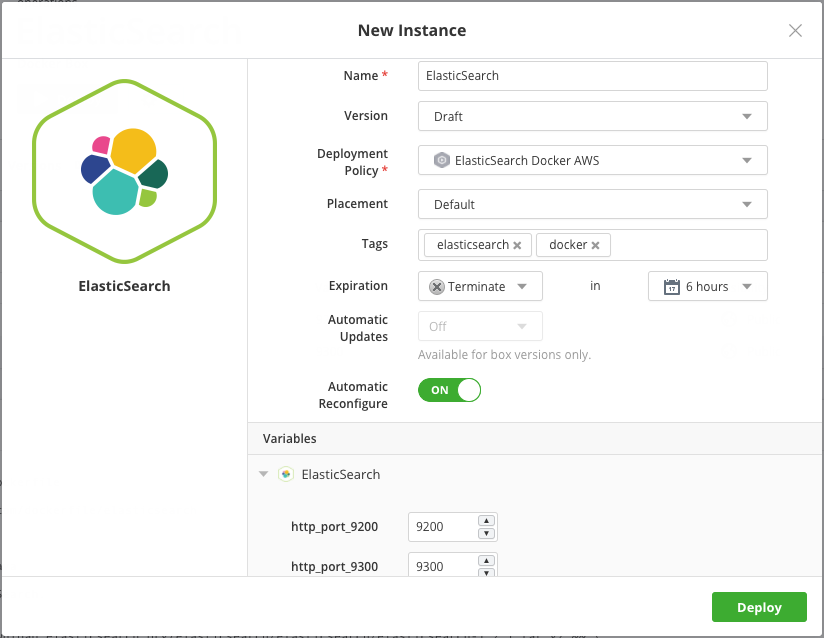 New Instance
Name *
ElasticSearch
Version
Draft
Deployment
Policy *
ElasticSearch Docker AWS
Placement
Default
Tags
elasticsearch
docker
Expiration
Terminate
in
17
6 hours
Automatic
Updates
Off
Available for box versions only.
Automatic
Reconfigure
ON
ElasticSearch
Variables
ElasticSearch
http_port_9200
9200
http_port_9300
9300
Deploy